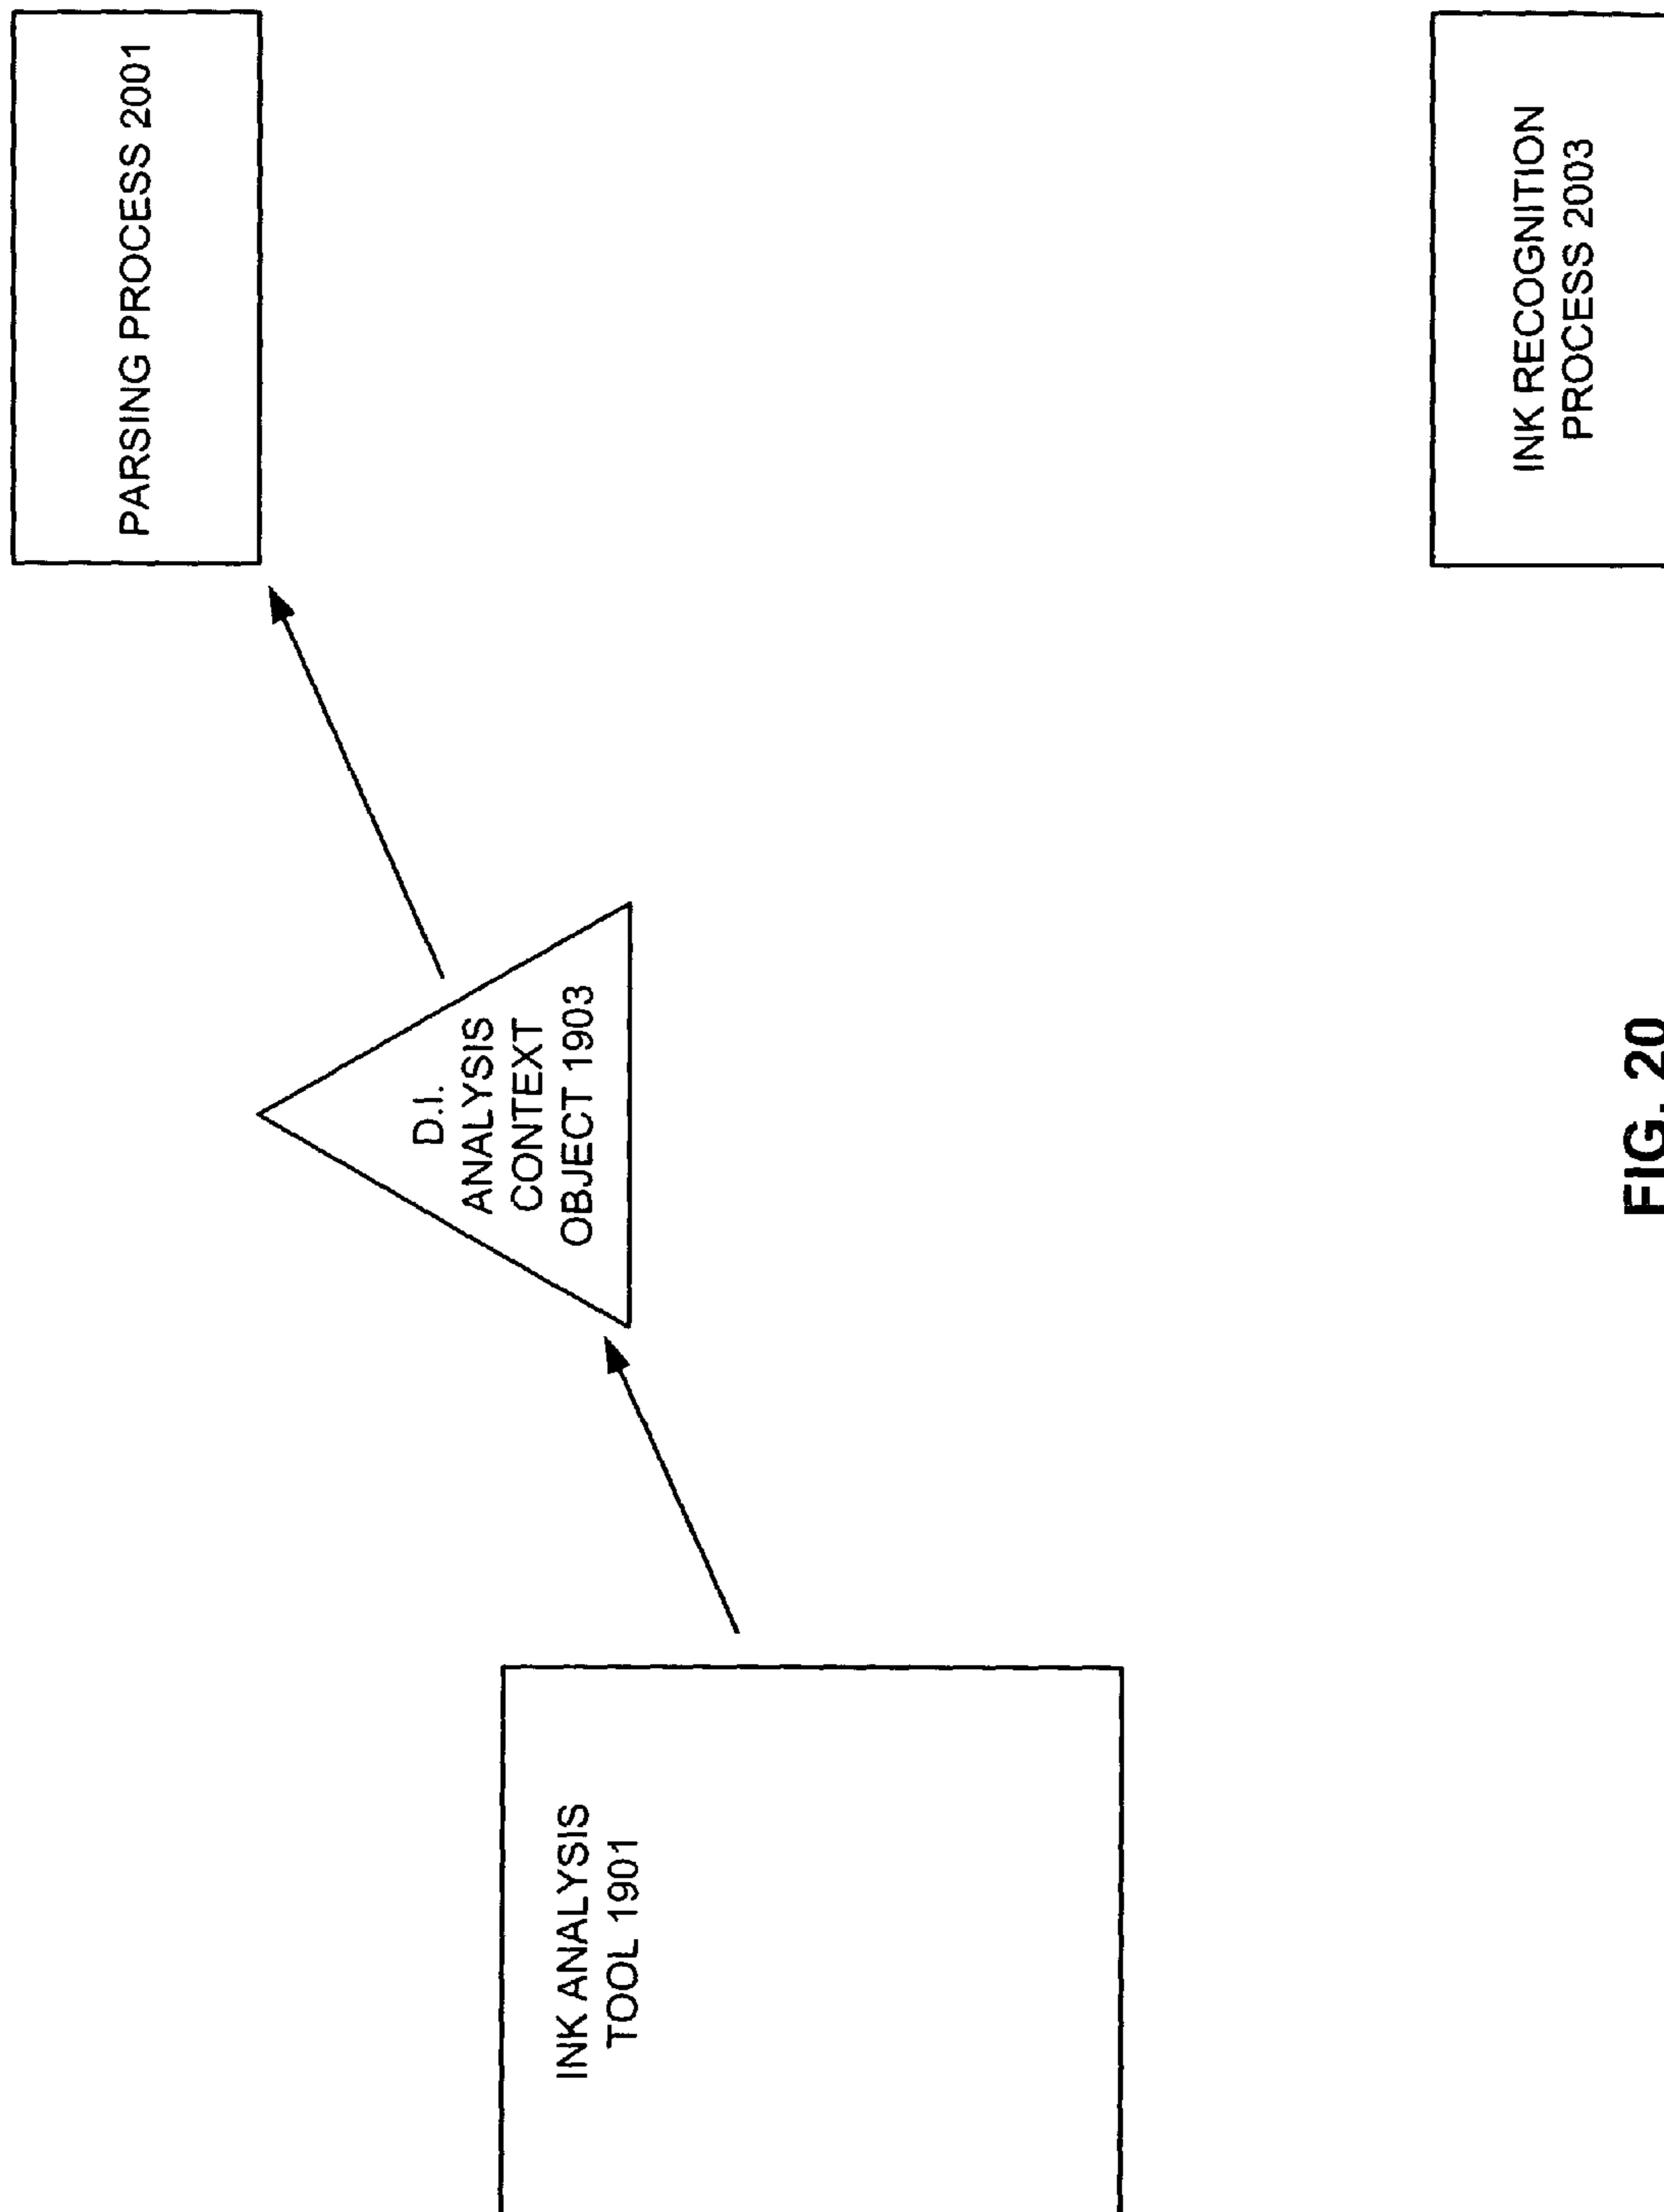 PARSING PROCESS 2001
D.I.
ANALYSIS
CONTEXT
OBJECT 1903
INK ANALYSIS
TOOL 1901
INK RECOGNITION
PROCESS 2003
FIG. 20